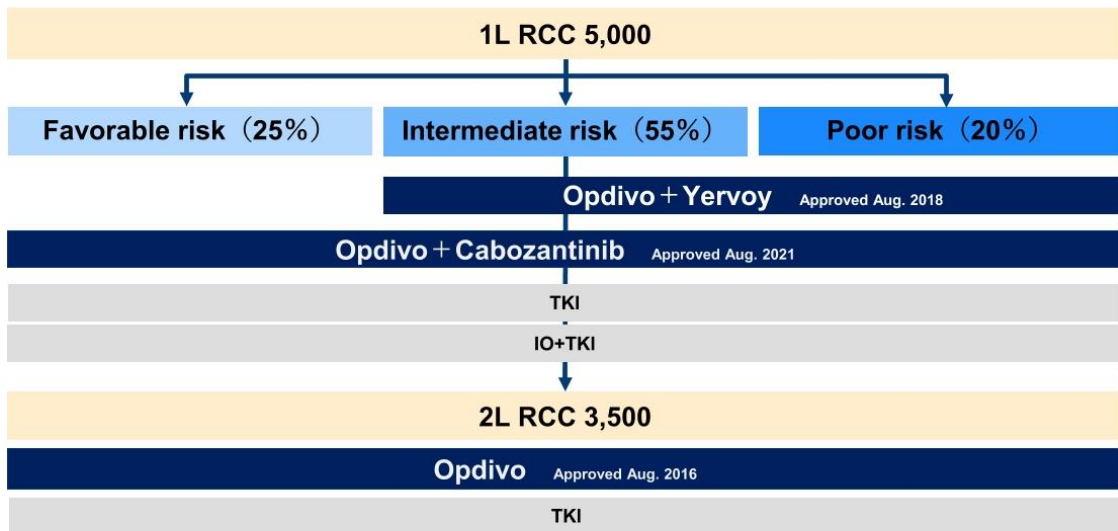 1L RCC 5,000
Favorable risk（25％）
Intermediate risk（55％）
Poor risk（20％）
Opdivo＋Yervoy Approved Aug. 2018
Opdivo＋Cabozantinib Approved Aug. 2021
TKI
IO+TKI
2L RCC 3,500
Opdivo Approved Aug. 2016
TKI